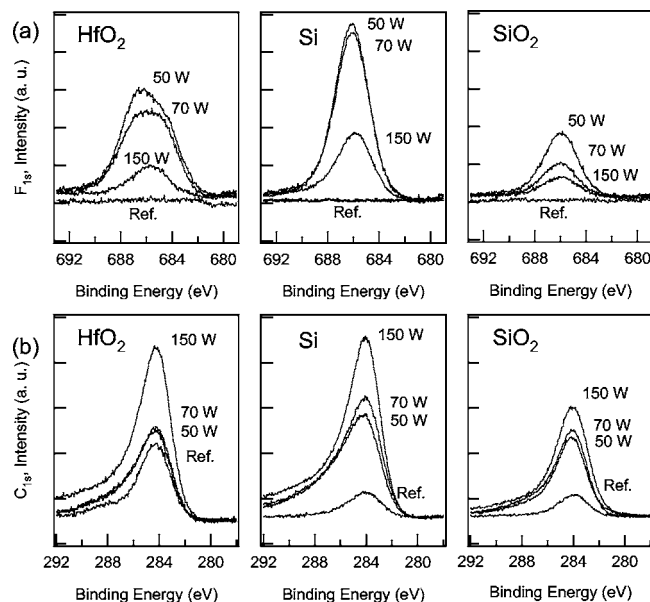 (a)
HfO2
50 W
70 W
150 W
Ref.
Si
50 W
70 W
150 W
Ref.
SiO2
50 W
70 W
150 W
Ref.
F1s, Intensity (a. u.)
692 688 684 680
692 688 684 680
692 688 684 680
Binding Energy (eV)
Binding Energy (eV)
Binding Energy (eV)
(b)
HfO2
150 W
70 W
50 W
Ref.
Si
150 W
70 W
50 W
Ref.
SiO2
150 W
70 W
50 W
Ref.
C1s, Intensity (a. u.)
292 288 284 280
292 288 284 280
292 288 284 280
Binding Energy (eV)
Binding Energy (eV)
Binding Energy (eV)